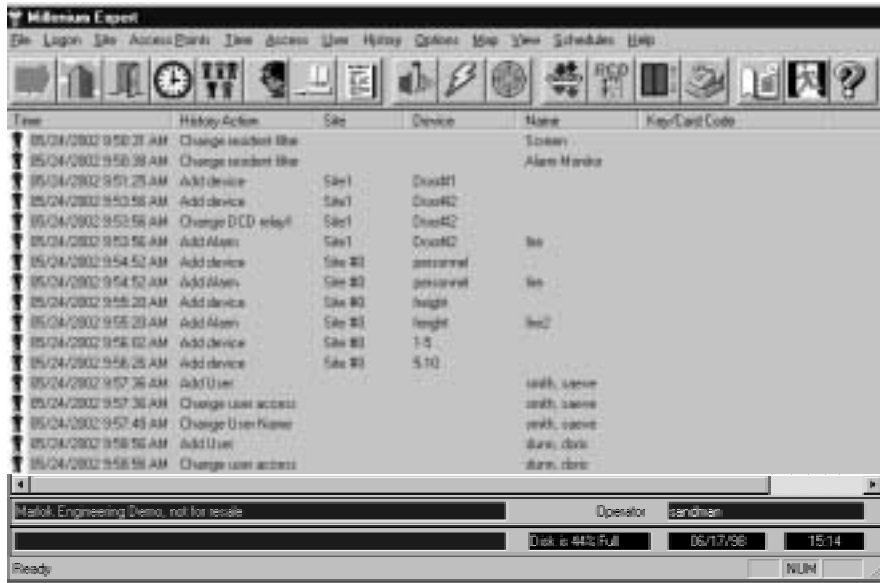 Millenium Expert
File Logon Site Access Points Time Access User History Options Map View Schedules Help
Time History Action Site Device Name Key/Card Code
05/24/2002 9:50:31 AM Change resident filter Screen
05/24/2002 9:50:38 AM Change resident filter Alarm Monitor
05/24/2002 9:51:25 AM Add device Site1 Door#1
05/24/2002 9:53:56 AM Add device Site1 Door#2
05/24/2002 9:53:56 AM Change DCD relay1 Site1 Door#2
05/24/2002 9:53:56 AM Add Alarm Site1 Door#2 fire
05/24/2002 9:54:52 AM Add device Site #3 personnel
05/24/2002 9:54:52 AM Add Alarm Site #3 personnel fire
05/24/2002 9:55:20 AM Add device Site #3 height
05/24/2002 9:55:20 AM Add Alarm Site #3 height fire2
05/24/2002 9:56:02 AM Add device Site #3 1-5
05/24/2002 9:56:26 AM Add device Site #3 5-10
05/24/2002 9:57:36 AM Add User smith, saeve
05/24/2002 9:57:36 AM Change user access smith, saeve
05/24/2002 9:57:49 AM Change User Name smith, saeve
05/24/2002 9:58:56 AM Add User dunn, doris
05/24/2002 9:58:56 AM Change user access dunn, doris
Marlok Engineering Demo, not for resale Operator sandman
Disk is 44% Full 06/17/98 15:14
Ready NUM